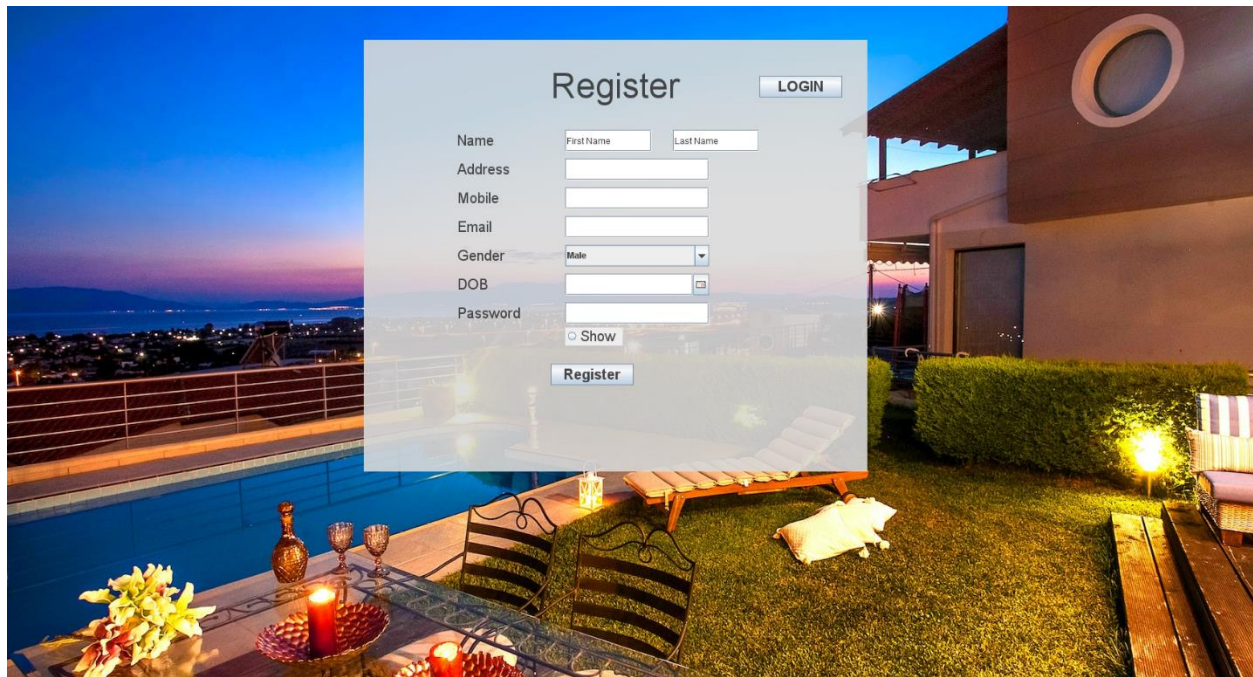 Register
LOGIN
Name First Name Last Name
Address
Mobile
Email
Gender Male
DOB
Password
Show
Register